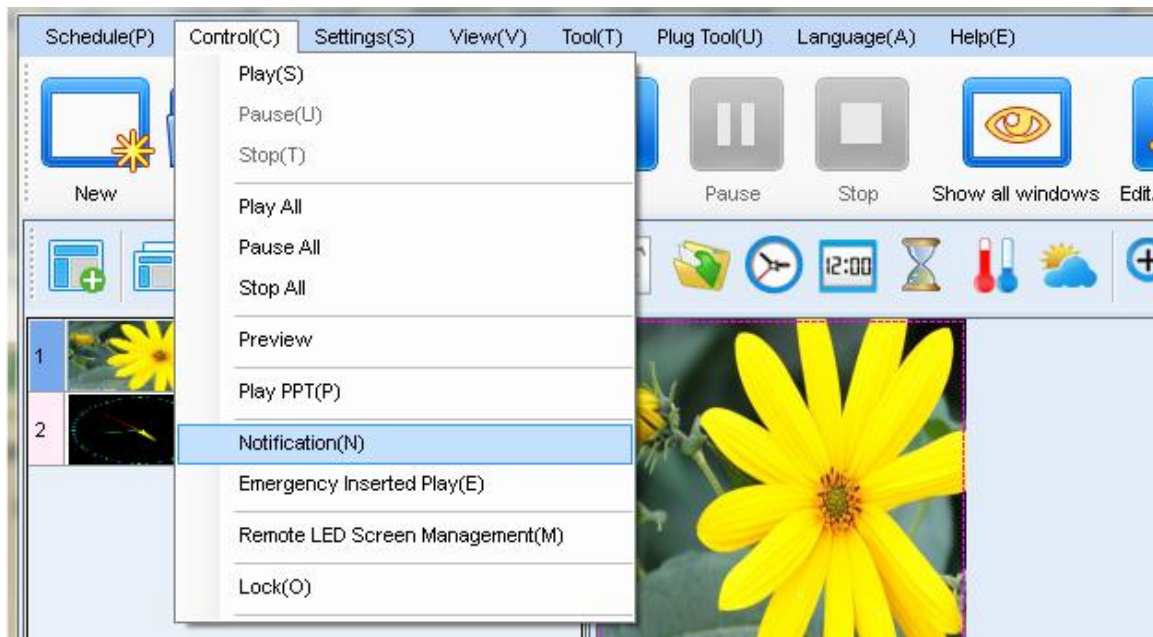 Schedule(P) Control(C) Settings(S) View(V) Tool(T) Plug Tool(U) Language(A) Help(E)
Play(S)
Pause(U)
Stop(T)
Play All
Pause All
Stop All
Preview
Play PPT(P)
Notification(N)
Emergency Inserted Play(E)
Remote LED Screen Management(M)
Lock(O)
New Pause Stop Show all windows Edit
12:00
1
2